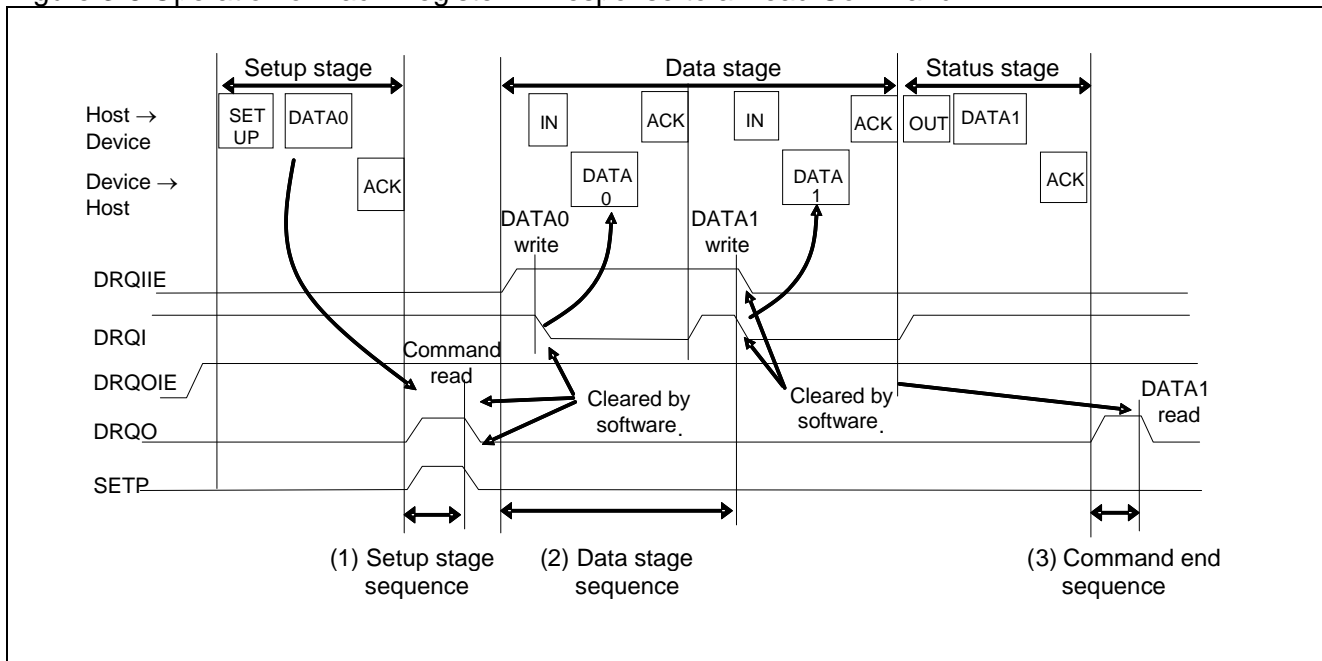 Setup stage
Data stage
Status stage
Host →
Device
SET
UP
DATA0
IN
ACK
IN
ACK
OUT
DATA1
Device →
Host
ACK
DATA
0
DATA
1
ACK
DATA0
write
DATA1
write
DRQIIE
DRQI
Command
read
DRQOIE
Cleared by
software.
Cleared by
software.
DATA1
read
DRQO
SETP
(1) Setup stage
sequence
(2) Data stage
sequence
(3) Command end
sequence